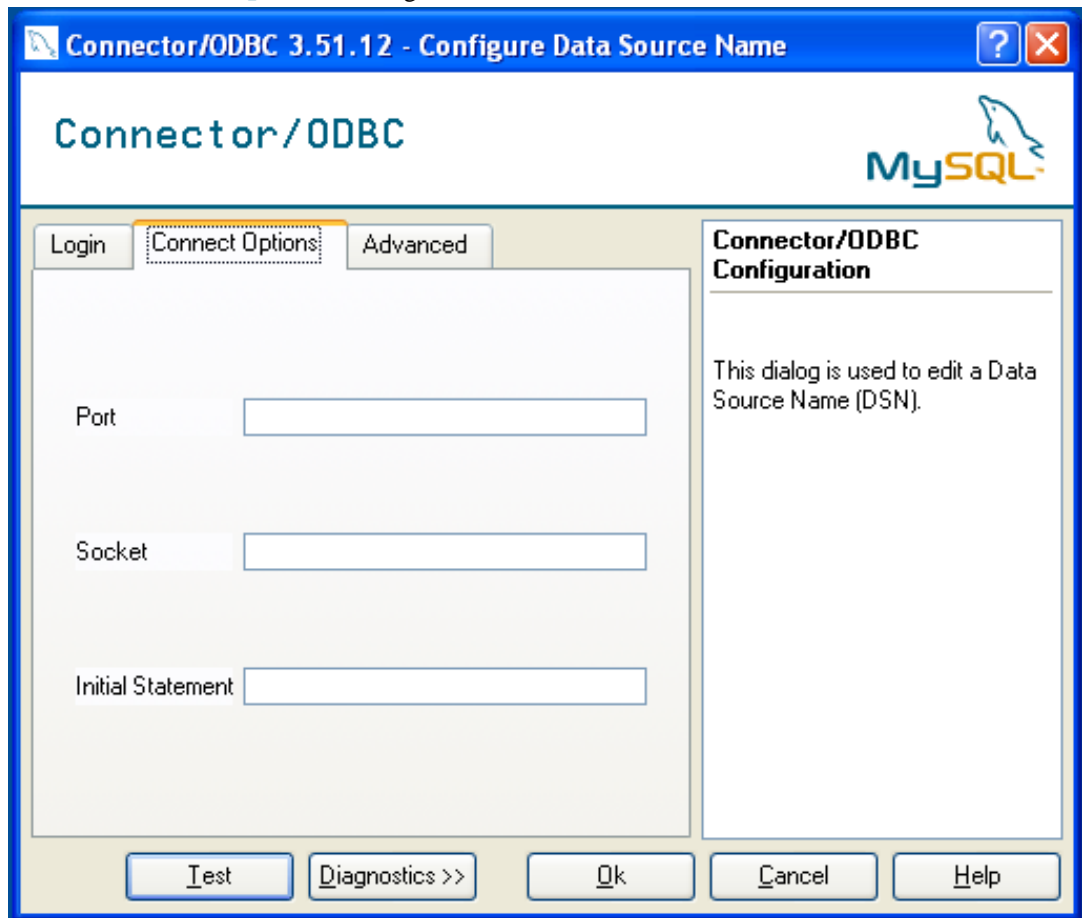 Connector/ODBC 3.51.12 - Configure Data Source Name
Connector/ODBC
MySQL
Login
Connect Options
Advanced
Port
Socket
Initial Statement
Connector/ODBC
Configuration
This dialog is used to edit a Data
Source Name (DSN).
Test
Diagnostics >>
Ok
Cancel
Help